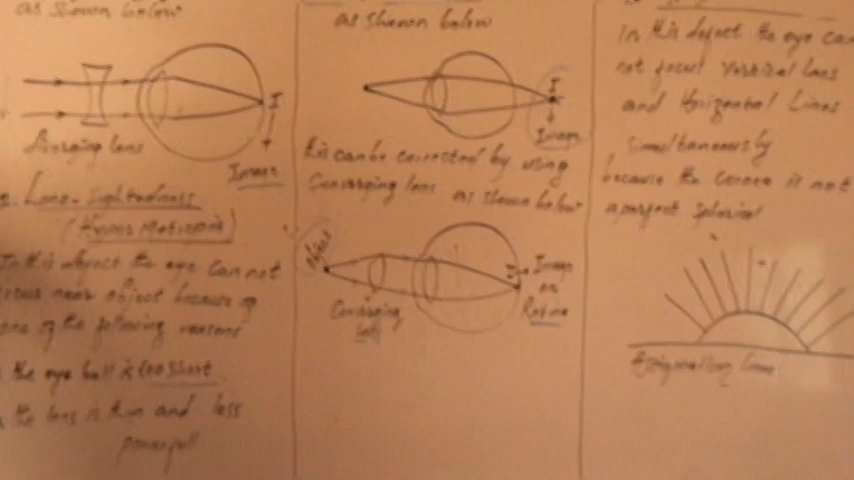 as shown below
I
Diverging lens
Image
2. Long-Sightedness
(Hyper Metropia)
In this defect the eye can not
focus near object because of
one of the following reasons
the eye ball is too short
the lens is thin and less
powerful
as shown below
I
Image
this can be corrected by using
Converging lens as shown below
Object
I
Image
on
Retina
Converging
lens
In this defect the eye can
not focus Vertical lines
and Horizontal Lines
Simultaneously
because the cornea is not
a perfect spherical